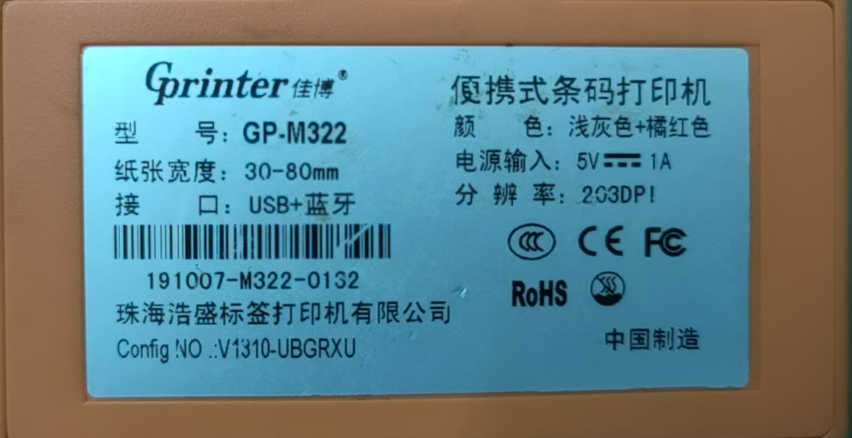 Gprinter佳博®
便携式条码打印机
型 号: GP-M322
颜 色: 浅灰色+橘红色
纸张宽度: 30-80mm
电源输入: 5V 1A
接 口: USB+蓝牙
分 辨 率: 203DPI
191007-M322-0132
CCC CE FC
RoHS
珠海浩盛标签打印机有限公司
Config NO .:V1310-UBGRXU
中国制造